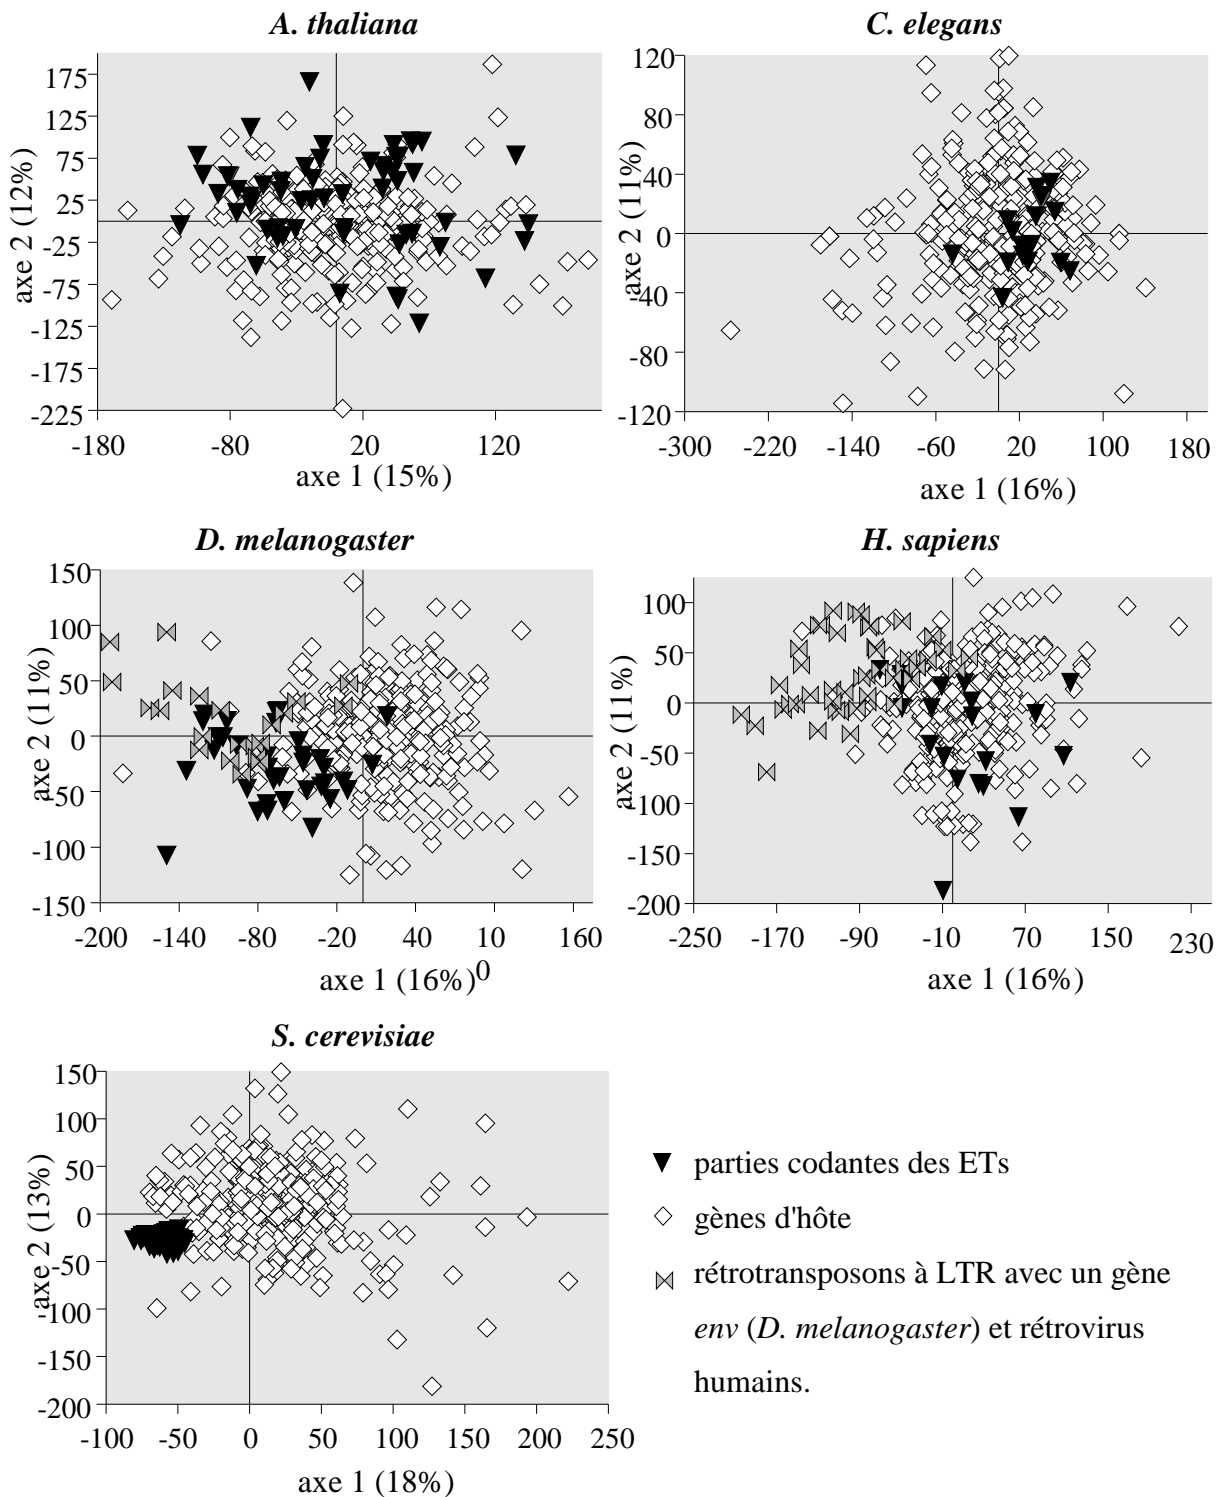 A. thaliana
175
125
75
25
-25
-75
-125
-175
-225
axe 2 (12%)
-180 -80 20 120
axe 1 (15%)
C. elegans
120
80
40
0
-40
-80
-120
axe 2 (11%)
-300 -220 -140 -60 20 100 180
axe 1 (16%)
D. melanogaster
150
100
50
0
-50
-100
-150
axe 2 (11%)
-200 -140 -80 -20 40 10 160
axe 1 (16%)0
H. sapiens
100
50
0
-50
-100
-150
-200
axe 2 (11%)
-250 -170 -90 -10 70 150 230
axe 1 (16%)
S. cerevisiae
150
100
50
0
-50
-100
-150
-200
axe 2 (13%)
-100 -50 0 50 100 150 200 250
axe 1 (18%)
parties codantes des ETs
gènes d'hôte
rétrotransposons à LTR avec un gène
env (D. melanogaster) et rétrovirus
humains.